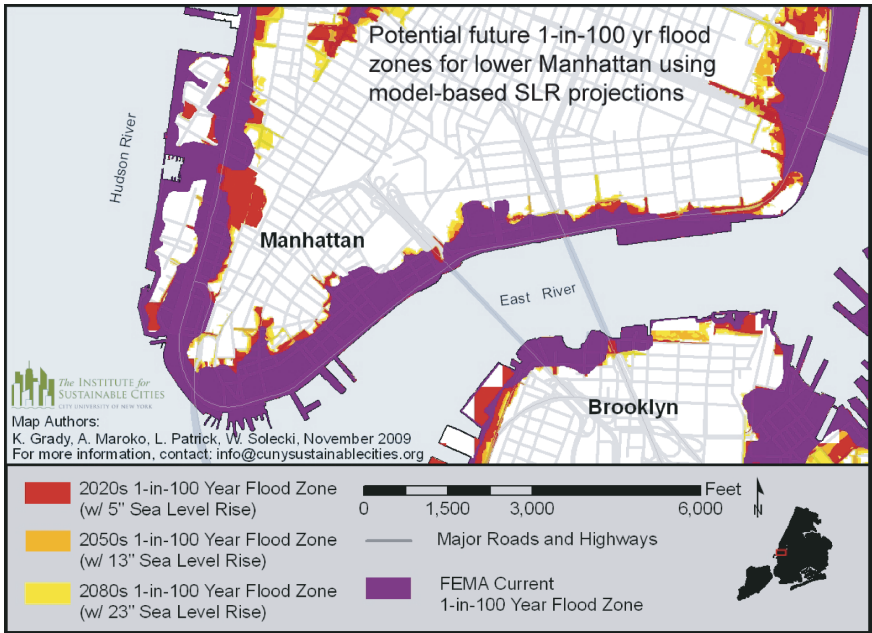 Potential future 1-in-100 yr flood
zones for lower Manhattan using
model-based SLR projections
Hudson River
Manhattan
East River
Brooklyn
The Institute for
Sustainable Cities
City University of New York
Map Authors:
K. Grady, A. Maroko, L. Patrick, W. Solecki, November 2009
For more information, contact: info@cunysustainablecities.org
2020s 1-in-100 Year Flood Zone
(w/ 5" Sea Level Rise)
2050s 1-in-100 Year Flood Zone
(w/ 13" Sea Level Rise)
2080s 1-in-100 Year Flood Zone
(w/ 23" Sea Level Rise)
Feet
0 1,500 3,000 6,000
Major Roads and Highways
FEMA Current
1-in-100 Year Flood Zone
N